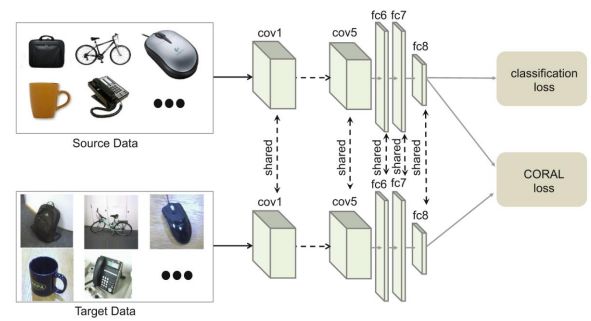 cov1
cov5
fc6
fc7
fc8
classification
loss
Source Data
shared
shared
shared
shared
shared
CORAL
loss
cov1
cov5
fc6
fc7
fc8
Target Data